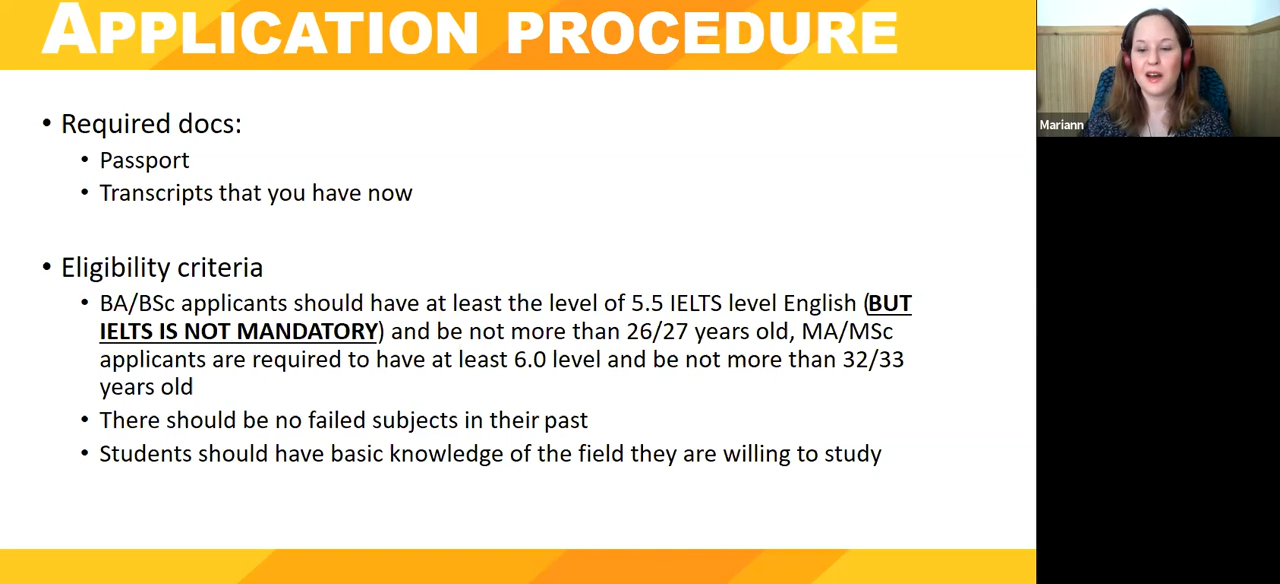 APPLICATION PROCEDURE
• Required docs:
• Passport
• Transcripts that you have now
• Eligibility criteria
• BA/BSc applicants should have at least the level of 5.5 IELTS level English (BUT
IELTS IS NOT MANDATORY) and be not more than 26/27 years old, MA/MSc
applicants are required to have at least 6.0 level and be not more than 32/33
years old
• There should be no failed subjects in their past
• Students should have basic knowledge of the field they are willing to study
Mariann